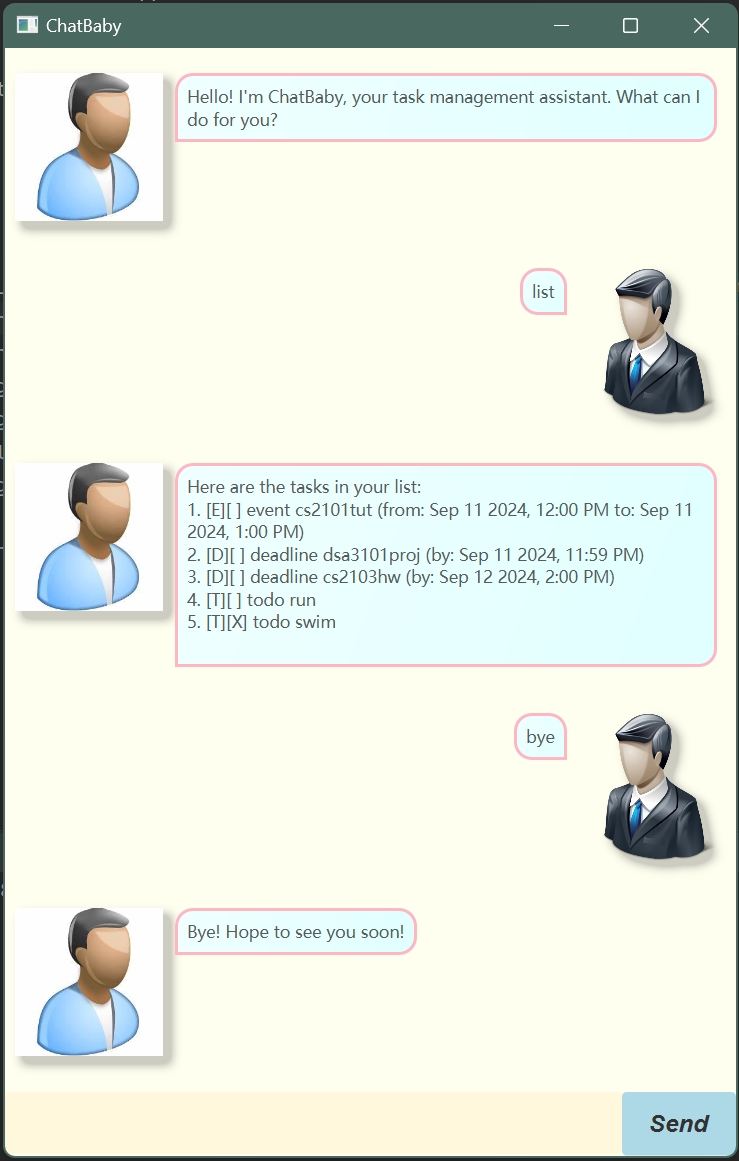 ChatBaby
Hello! I'm ChatBaby, your task management assistant. What can I
do for you?
list
Here are the tasks in your list:
1. [E][ ] event cs2101tut (from: Sep 11 2024, 12:00 PM to: Sep 11
2024, 1:00 PM)
2. [D][ ] deadline dsa3101proj (by: Sep 11 2024, 11:59 PM)
3. [D][ ] deadline cs2103hw (by: Sep 12 2024, 2:00 PM)
4. [T][ ] todo run
5. [T][X] todo swim
bye
Bye! Hope to see you soon!
Send